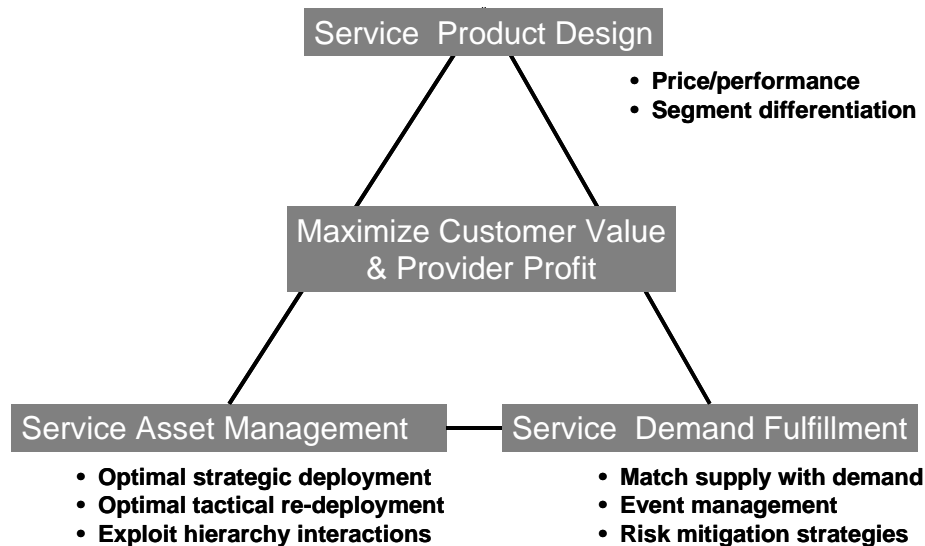 Service Product Design
• Price/performance
• Segment differentiation
Maximize Customer Value
& Provider Profit
Service Asset Management
• Optimal strategic deployment
• Optimal tactical re-deployment
• Exploit hierarchy interactions
Service Demand Fulfillment
• Match supply with demand
• Event management
• Risk mitigation strategies